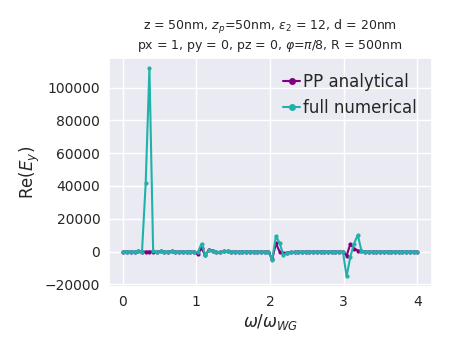 z = 50nm, z_p=50nm, ε_2 = 12, d = 20nm
px = 1, py = 0, pz = 0, φ=π/8, R = 500nm
PP analytical
full numerical
Re(E_y)
100000
80000
60000
40000
20000
0
−20000
0 1 2 3 4
ω/ω_WG